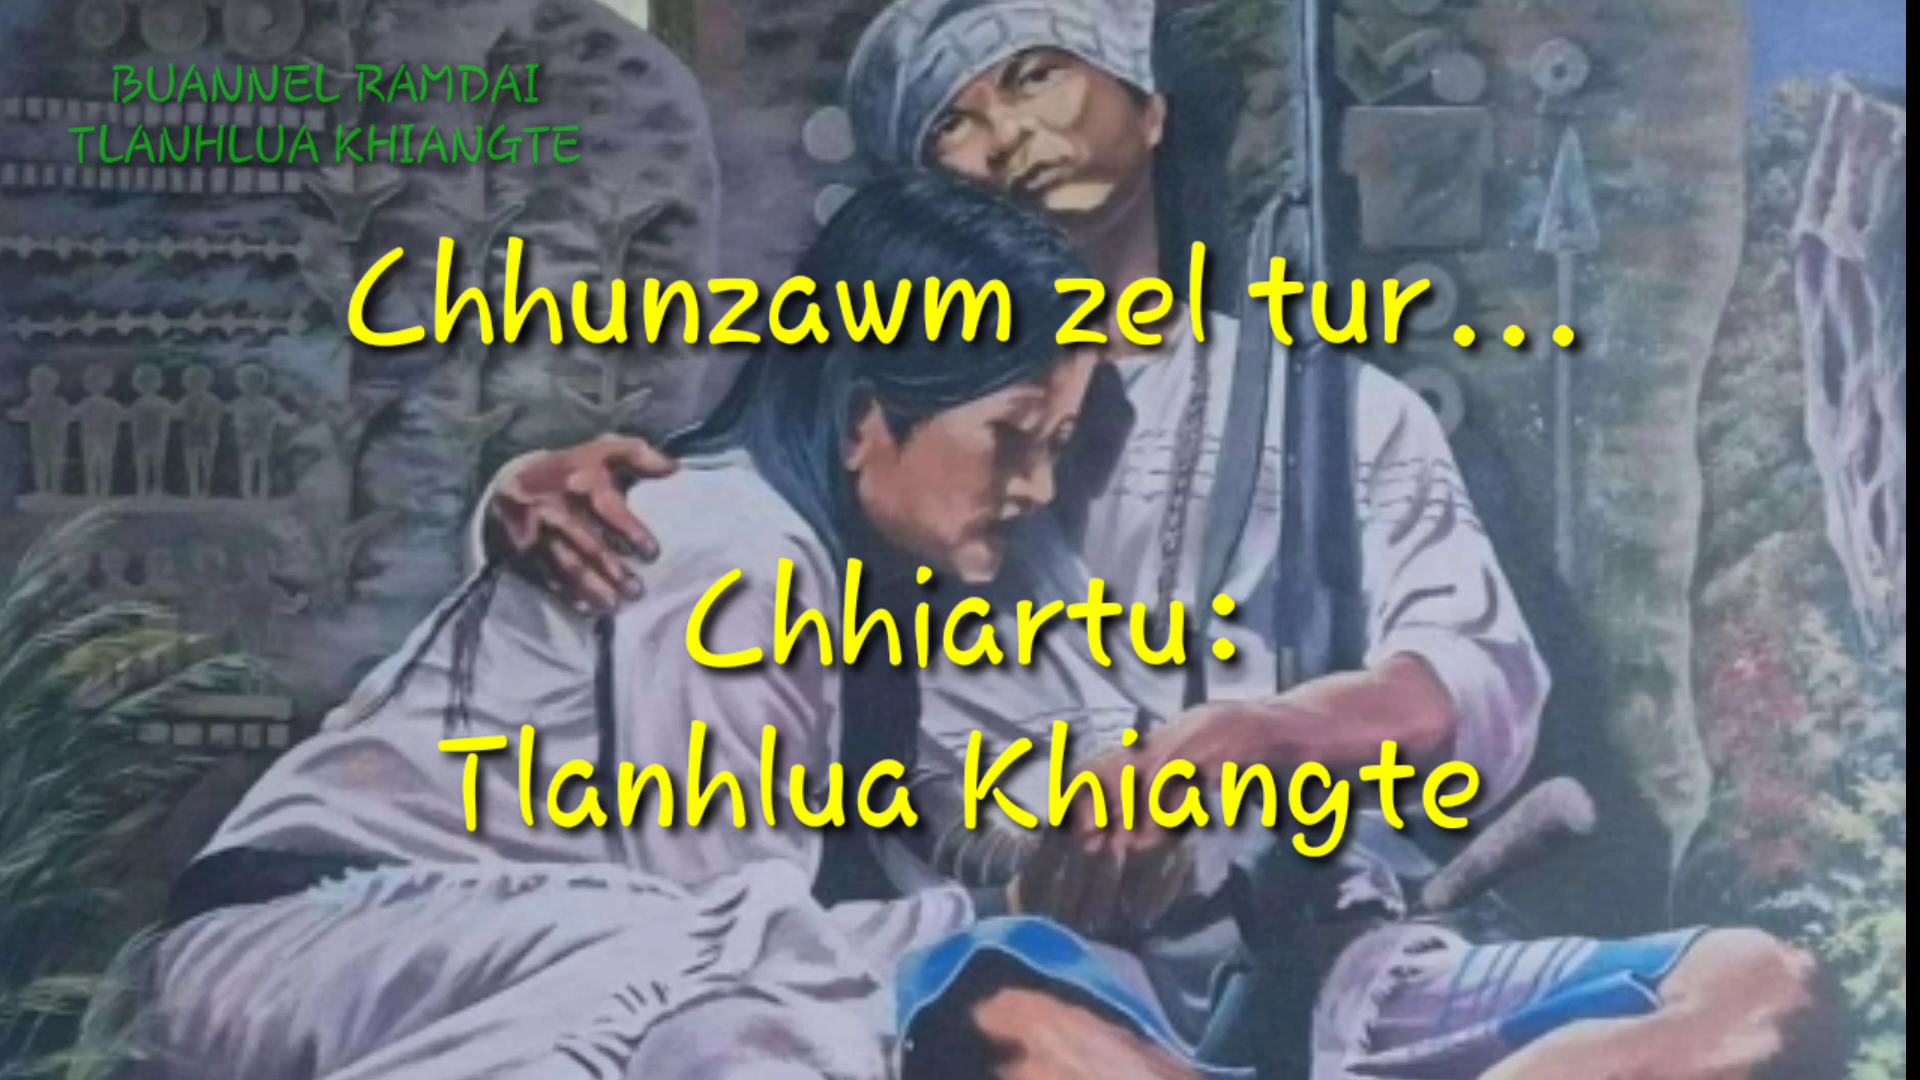 BUANNEL RAMDAI
TLANHLUA KHIANGTE
Chhunzawm zel tur...
Chhiartu:
Tlanhlua Khiangte